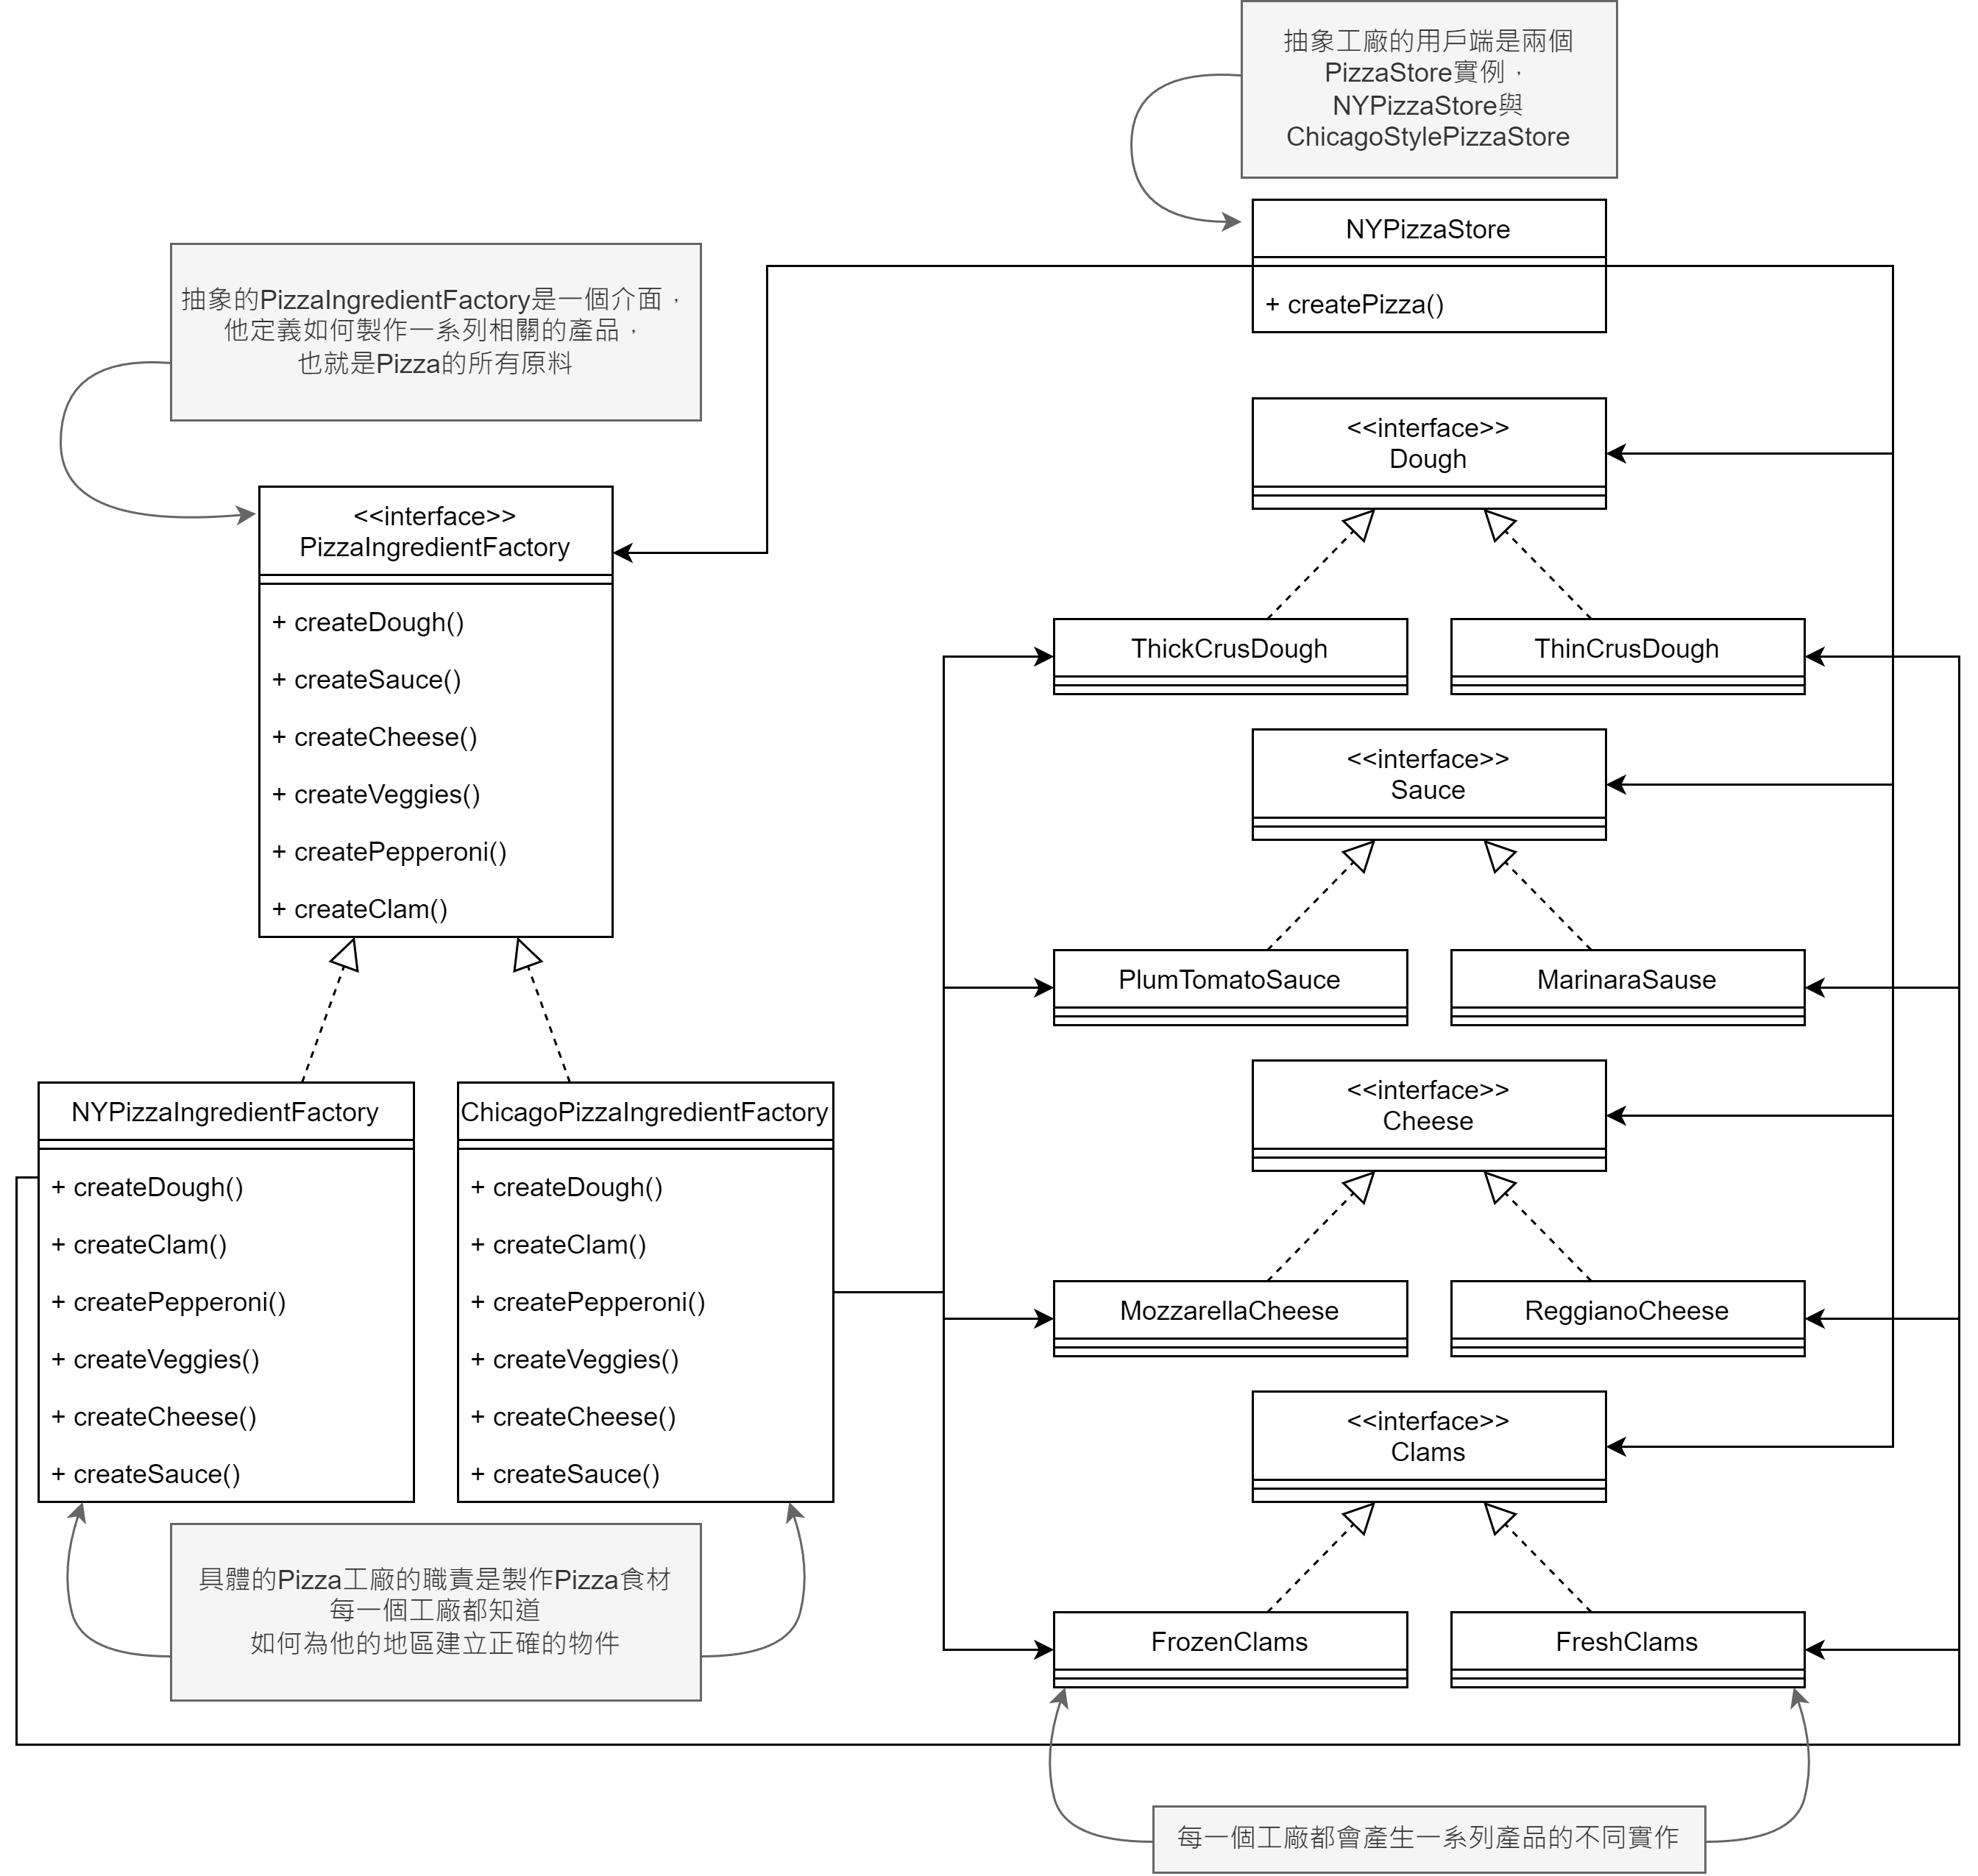 抽象工廠的用戶端是兩個
PizzaStore實例，
NYPizzaStore與
ChicagoStylePizzaStore
NYPizzaStore
+ createPizza()
抽象的PizzaIngredientFactory是一個介面，
他定義如何製作一系列相關的產品，
也就是Pizza的所有原料
<<interface>>
PizzaIngredientFactory
+ createDough()
+ createSauce()
+ createCheese()
+ createVeggies()
+ createPepperoni()
+ createClam()
NYPizzaIngredientFactory
+ createDough()
+ createClam()
+ createPepperoni()
+ createVeggies()
+ createCheese()
+ createSauce()
ChicagoPizzaIngredientFactory
+ createDough()
+ createClam()
+ createPepperoni()
+ createVeggies()
+ createCheese()
+ createSauce()
具體的Pizza工廠的職責是製作Pizza食材
每一個工廠都知道
如何為他的地區建立正確的物件
<<interface>>
Dough
ThickCrusDough
ThinCrusDough
<<interface>>
Sauce
PlumTomatoSauce
MarinaraSause
<<interface>>
Cheese
MozzarellaCheese
ReggianoCheese
<<interface>>
Clams
FrozenClams
FreshClams
每一個工廠都會產生一系列產品的不同實作